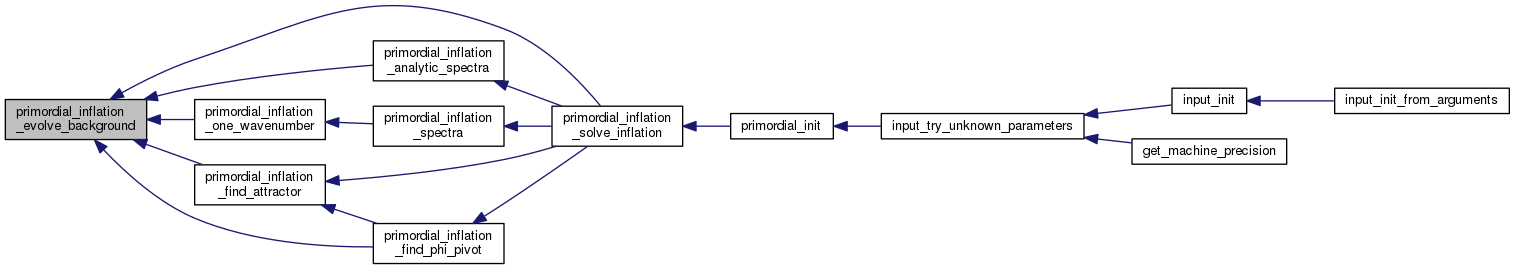 primordial_inflation
_evolve_background
primordial_inflation
_analytic_spectra
primordial_inflation
_one_wavenumber
primordial_inflation
_spectra
primordial_inflation
_find_attractor
primordial_inflation
_find_phi_pivot
primordial_inflation
_solve_inflation
primordial_init
input_try_unknown_parameters
input_init
get_machine_precision
input_init_from_arguments